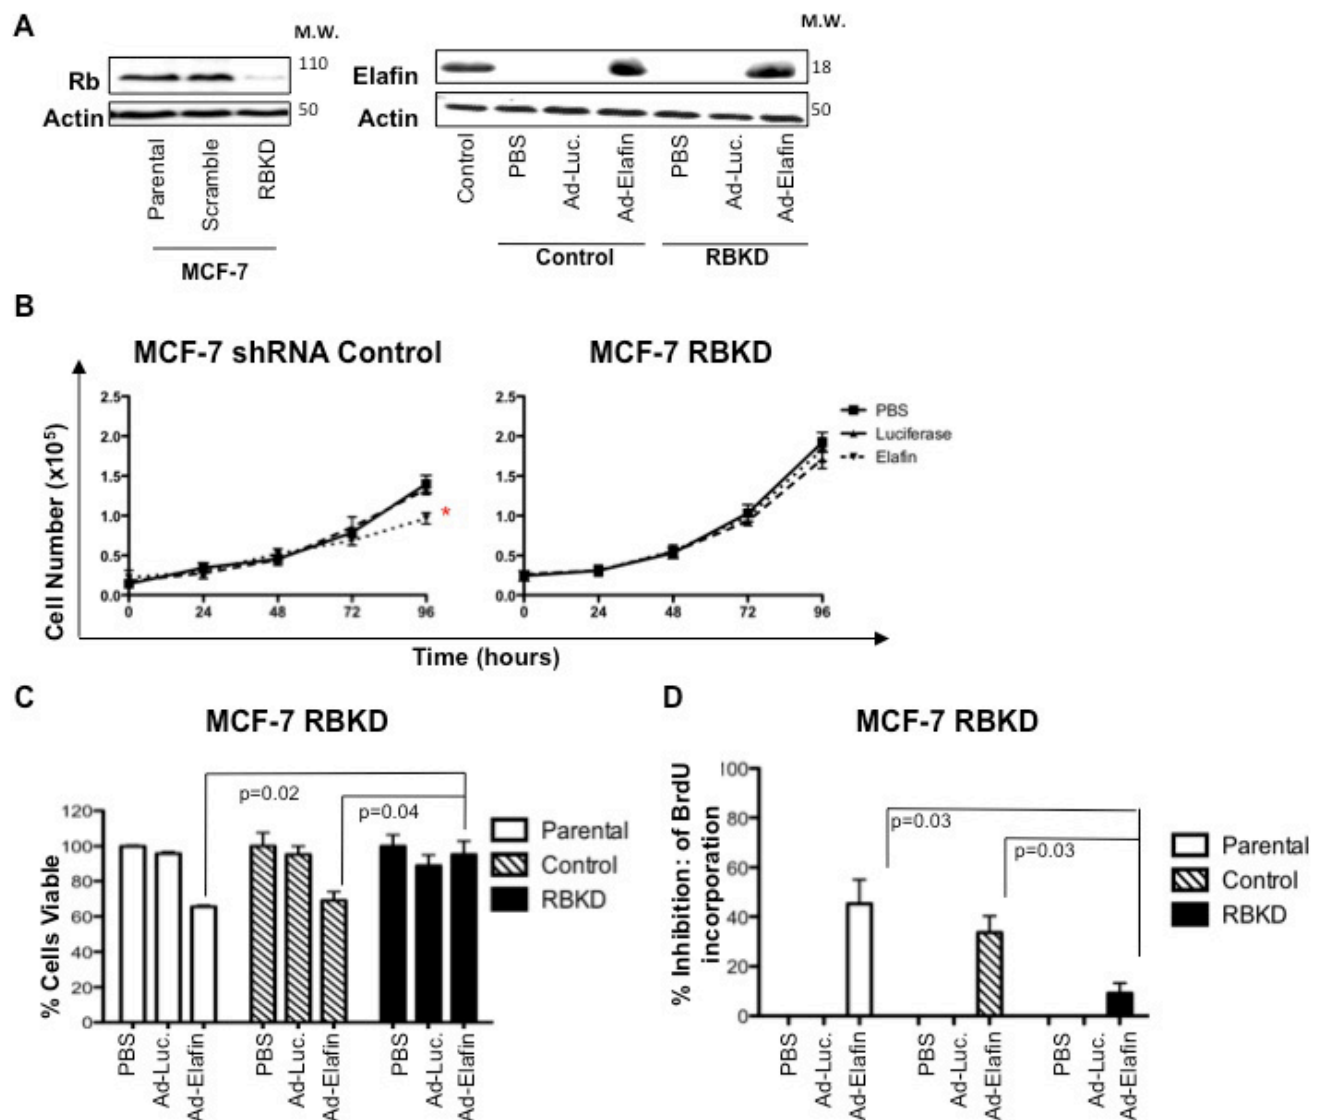 A
M.W.
M.W.
Rb
110
Elafin
18
Actin
50
Actin
50
Parental
Scramble
RBKD
Control
PBS
Ad-Luc.
Ad-Elafin
PBS
Ad-Luc.
Ad-Elafin
MCF-7
Control
RBKD
B
MCF-7 shRNA Control
MCF-7 RBKD
Cell Number (x10⁵)
2.5
2.0
1.5
1.0
0.5
0.0
0
24
48
72
96
*
2.5
2.0
1.5
1.0
0.5
0.0
0
24
48
72
96
PBS
Luciferase
Elafin
Time (hours)
C
MCF-7 RBKD
% Cells Viable
120
100
80
60
40
20
0
p=0.02
p=0.04
Parental
Control
RBKD
PBS
Ad-Luc.
Ad-Elafin
PBS
Ad-Luc.
Ad-Elafin
PBS
Ad-Luc.
Ad-Elafin
D
MCF-7 RBKD
% Inhibition: of BrdU
incorporation
100
80
60
40
20
0
p=0.03
p=0.03
Parental
Control
RBKD
PBS
Ad-Luc.
Ad-Elafin
PBS
Ad-Luc.
Ad-Elafin
PBS
Ad-Luc.
Ad-Elafin